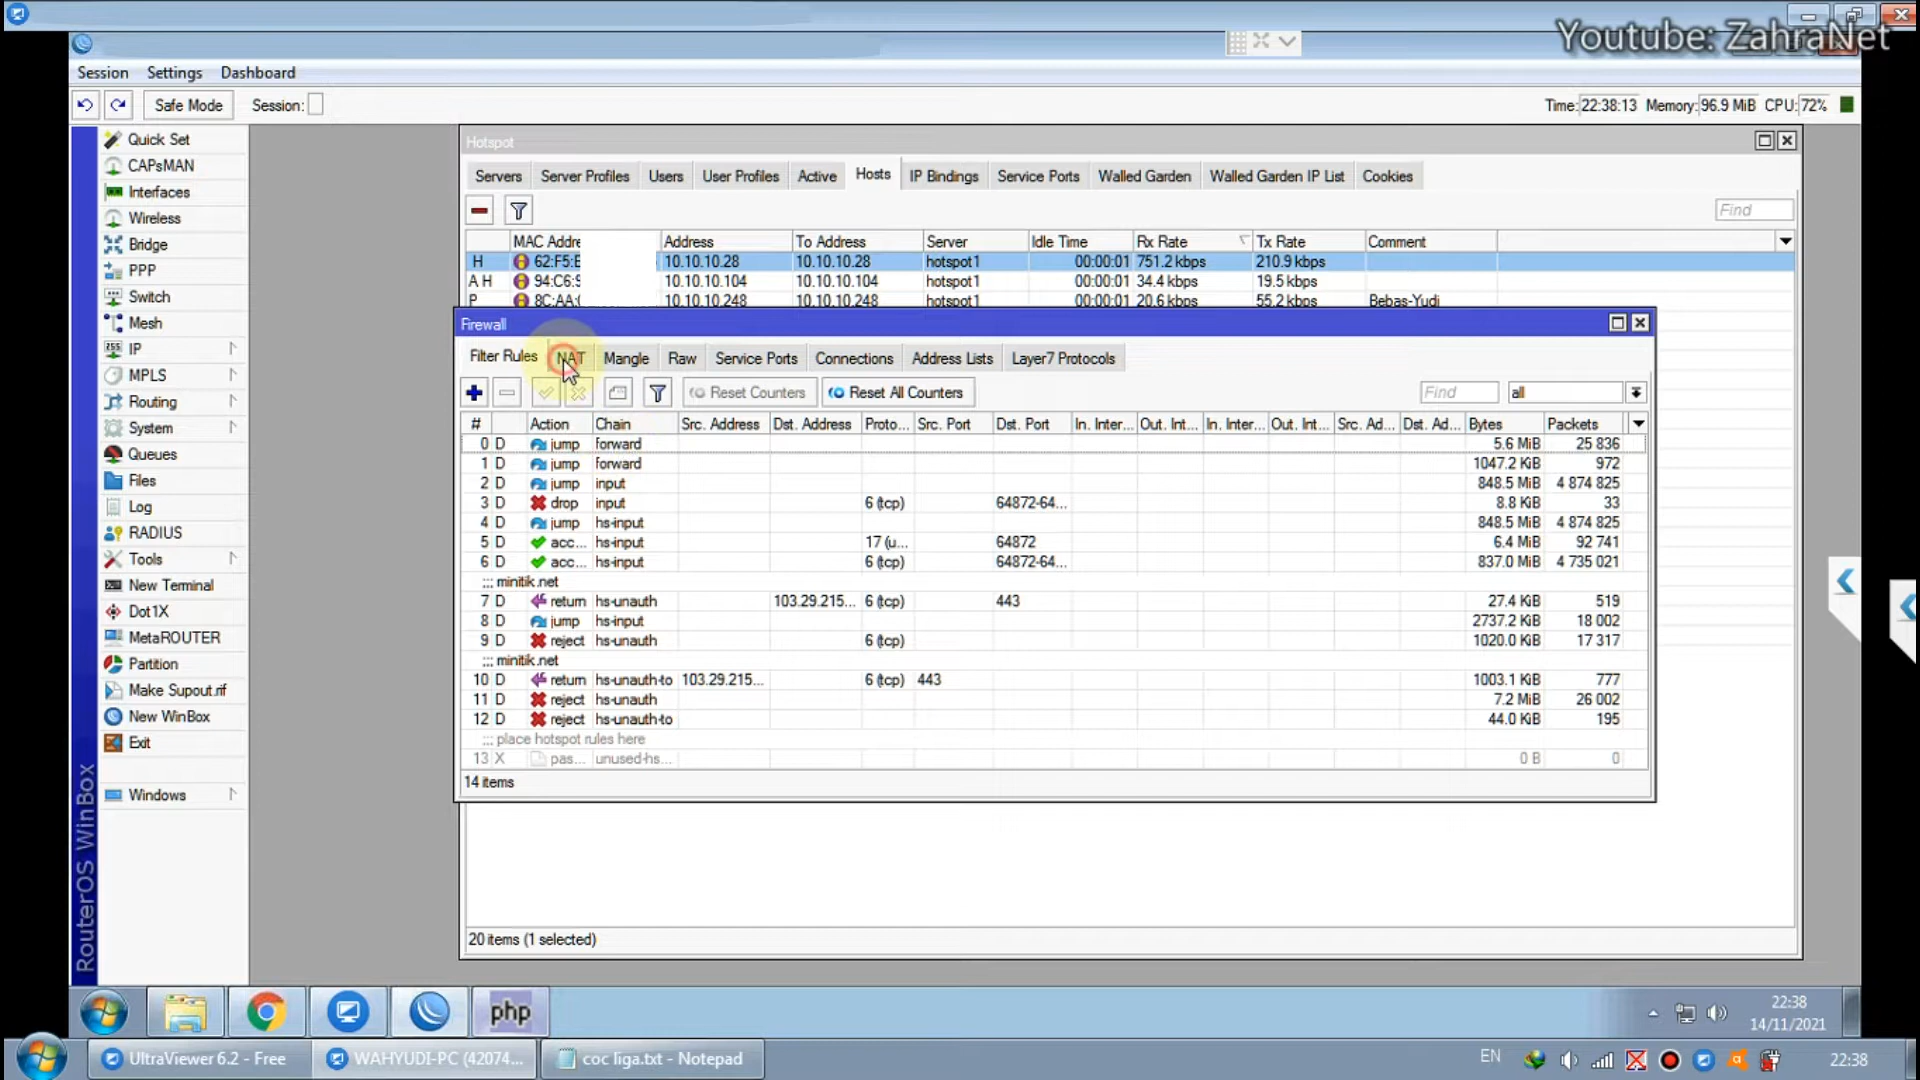 Youtube: ZahraNet
Session Settings Dashboard
Safe Mode Session: Time: 22:38:13 Memory: 96.9 MiB CPU: 72%
Quick Set
CAPsMAN
Interfaces
Wireless
Bridge
PPP
Switch
Mesh
IP
MPLS
Routing
System
Queues
Files
Log
RADIUS
Tools
New Terminal
Dot1X
MetaROUTER
Partition
Make Supout.rif
New WinBox
Exit
Windows
RouterOS WinBox
Hotspot
Servers Server Profiles Users User Profiles Active Hosts IP Bindings Service Ports Walled Garden Walled Garden IP List Cookies
Find
MAC Addre Address To Address Server Idle Time Rx Rate Tx Rate Comment
H 62:F5:E 10.10.10.28 10.10.10.28 hotspot1 00:00:01 751.2 kbps 210.9 kbps
A H 94:C6:9 10.10.10.104 10.10.10.104 hotspot1 00:00:01 34.4 kbps 19.5 kbps
P 8C:AA:( 10.10.10.248 10.10.10.248 hotspot1 00:00:01 20.6 kbps 55.2 kbps Bebas-Yudi
Firewall
Filter Rules NAT Mangle Raw Service Ports Connections Address Lists Layer7 Protocols
Reset Counters Reset All Counters Find all
# Action Chain Src. Address Dst. Address Proto... Src. Port Dst. Port In. Inter... Out. Int... In. Inter... Out. Int... Src. Ad... Dst. Ad... Bytes Packets
0 D jump forward 5.6 MiB 25 836
1 D jump forward 1047.2 KiB 972
2 D jump input 848.5 MiB 4 874 825
3 D drop input 6 (tcp) 64872-64... 8.8 KiB 33
4 D jump hs-input 848.5 MiB 4 874 825
5 D acc... hs-input 17 (u... 64872 6.4 MiB 92 741
6 D acc... hs-input 6 (tcp) 64872-64... 837.0 MiB 4 735 021
::: minitik.net
7 D return hs-unauth 103.29.215... 6 (tcp) 443 27.4 KiB 519
8 D jump hs-input 2737.2 KiB 18 002
9 D reject hs-unauth 6 (tcp) 1020.0 KiB 17 317
::: minitik.net
10 D return hs-unauth-to 103.29.215... 6 (tcp) 443 1003.1 KiB 777
11 D reject hs-unauth 7.2 MiB 26 002
12 D reject hs-unauth-to 44.0 KiB 195
::: place hotspot rules here
13 X pas... unused-hs... 0 B 0
14 items
20 items (1 selected)
php
22:38
14/11/2021
UltraViewer 6.2 - Free WAHYUDI-PC (42074... coc liga.txt - Notepad EN 22:38